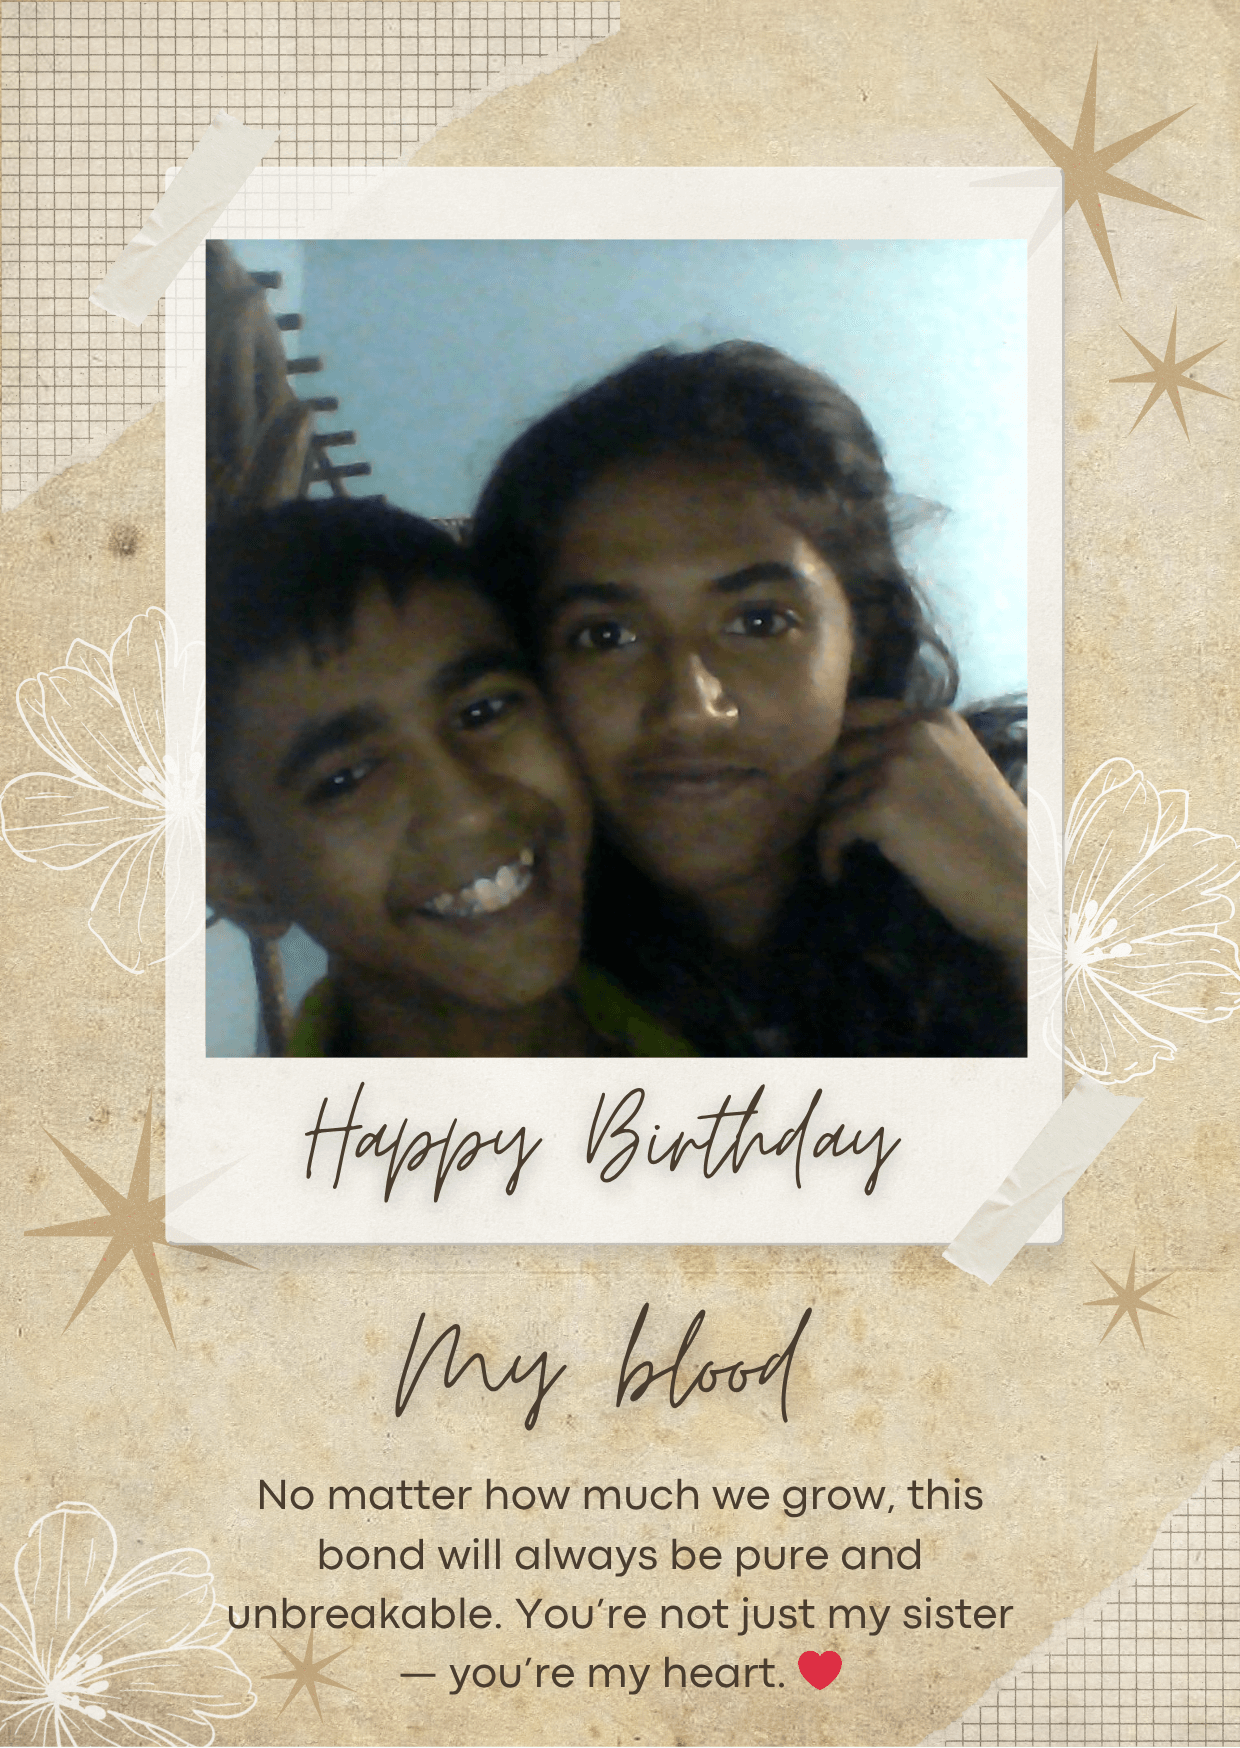 Happy Birthday
My blood
No matter how much we grow, this
bond will always be pure and
unbreakable. You’re not just my sister
— you’re my heart. ❤️